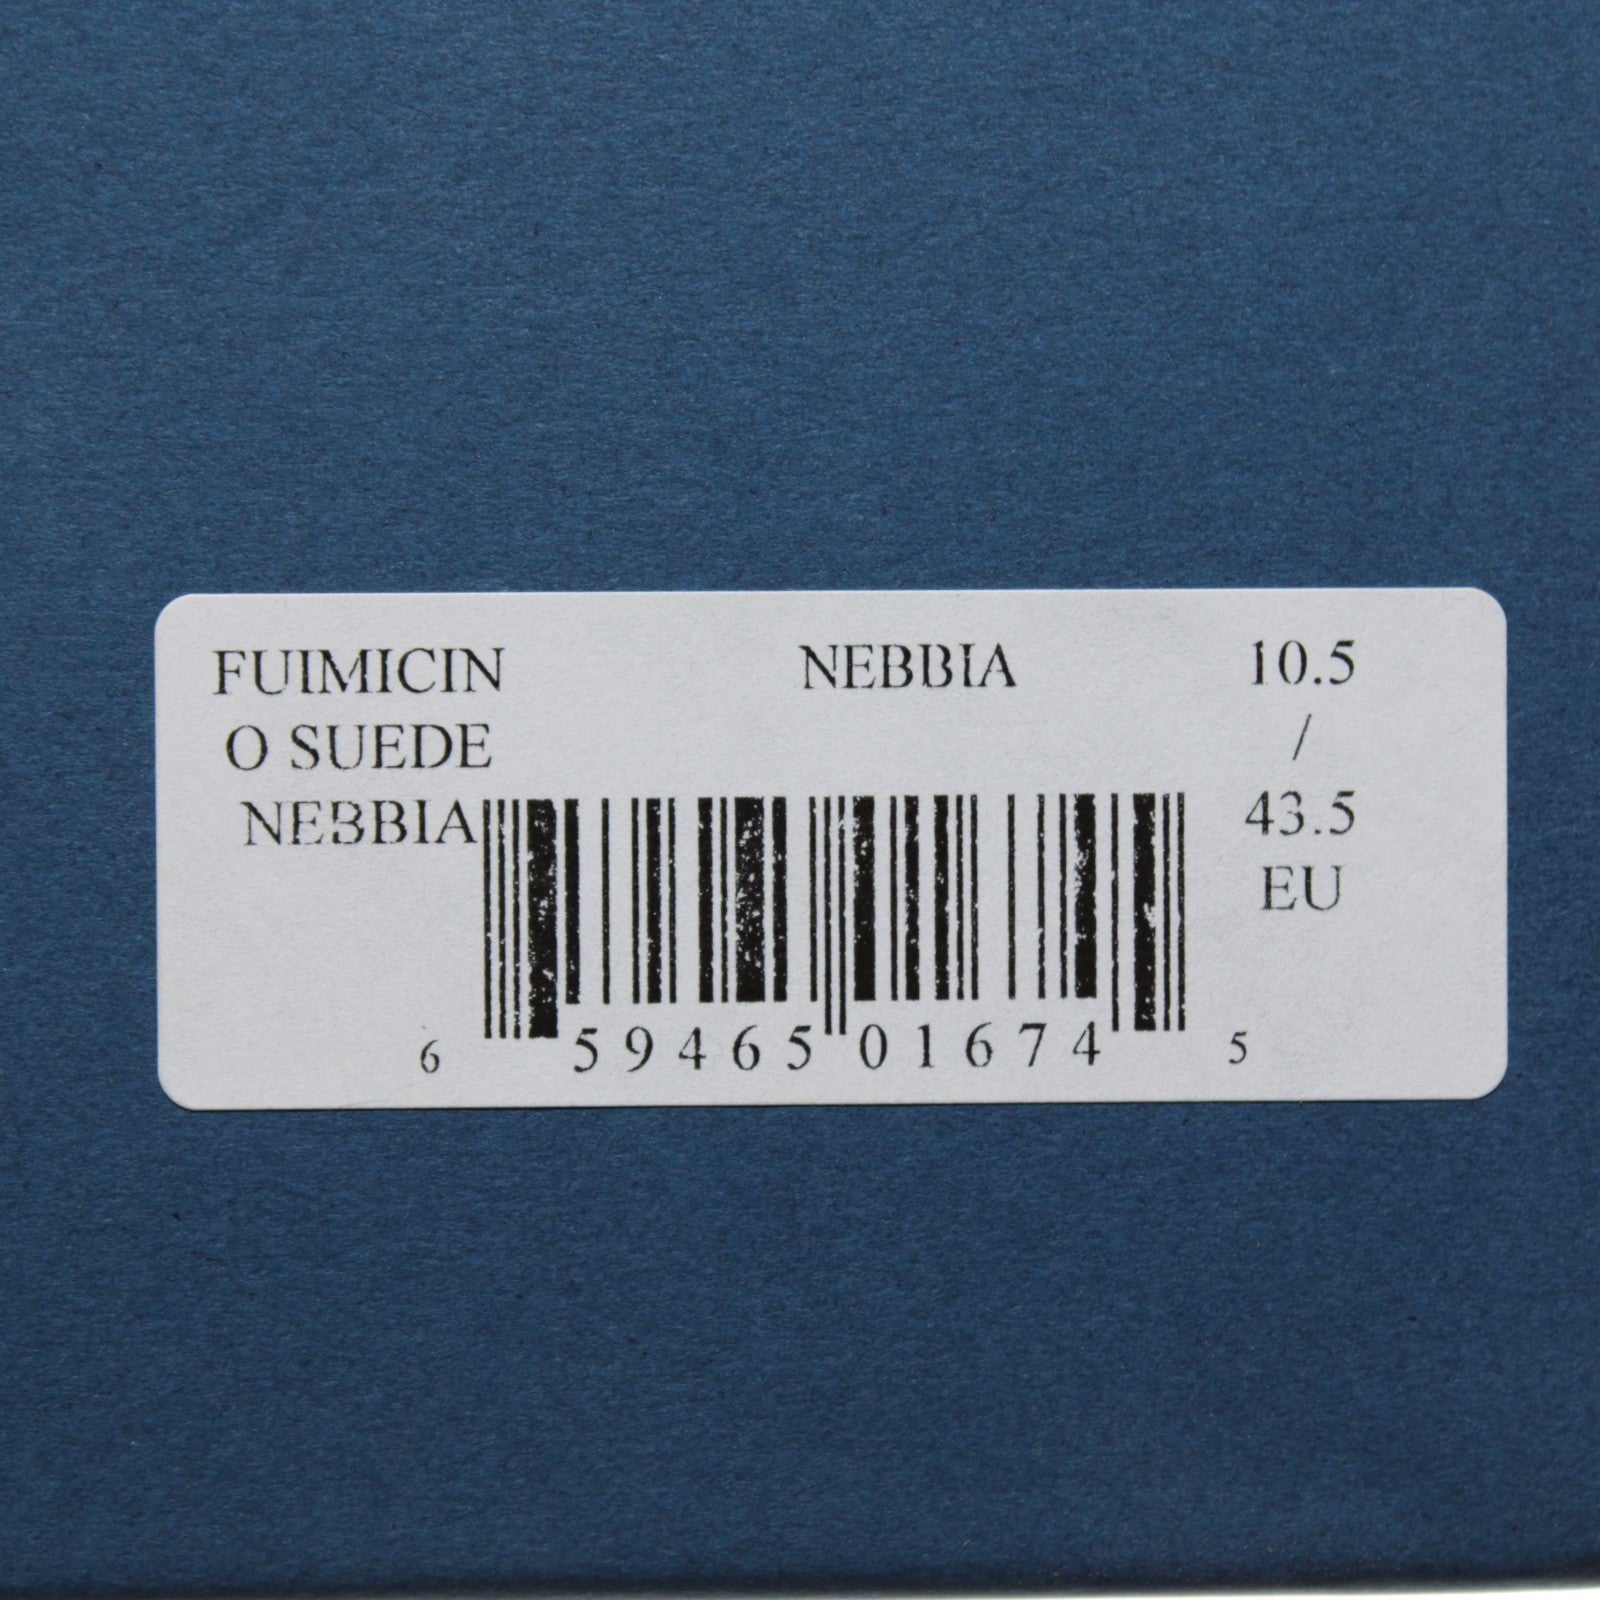 FUIMICIN
O SUEDE
NEBBIA
NEBBIA
10.5
/
43.5
EU
6 59465 01674 5